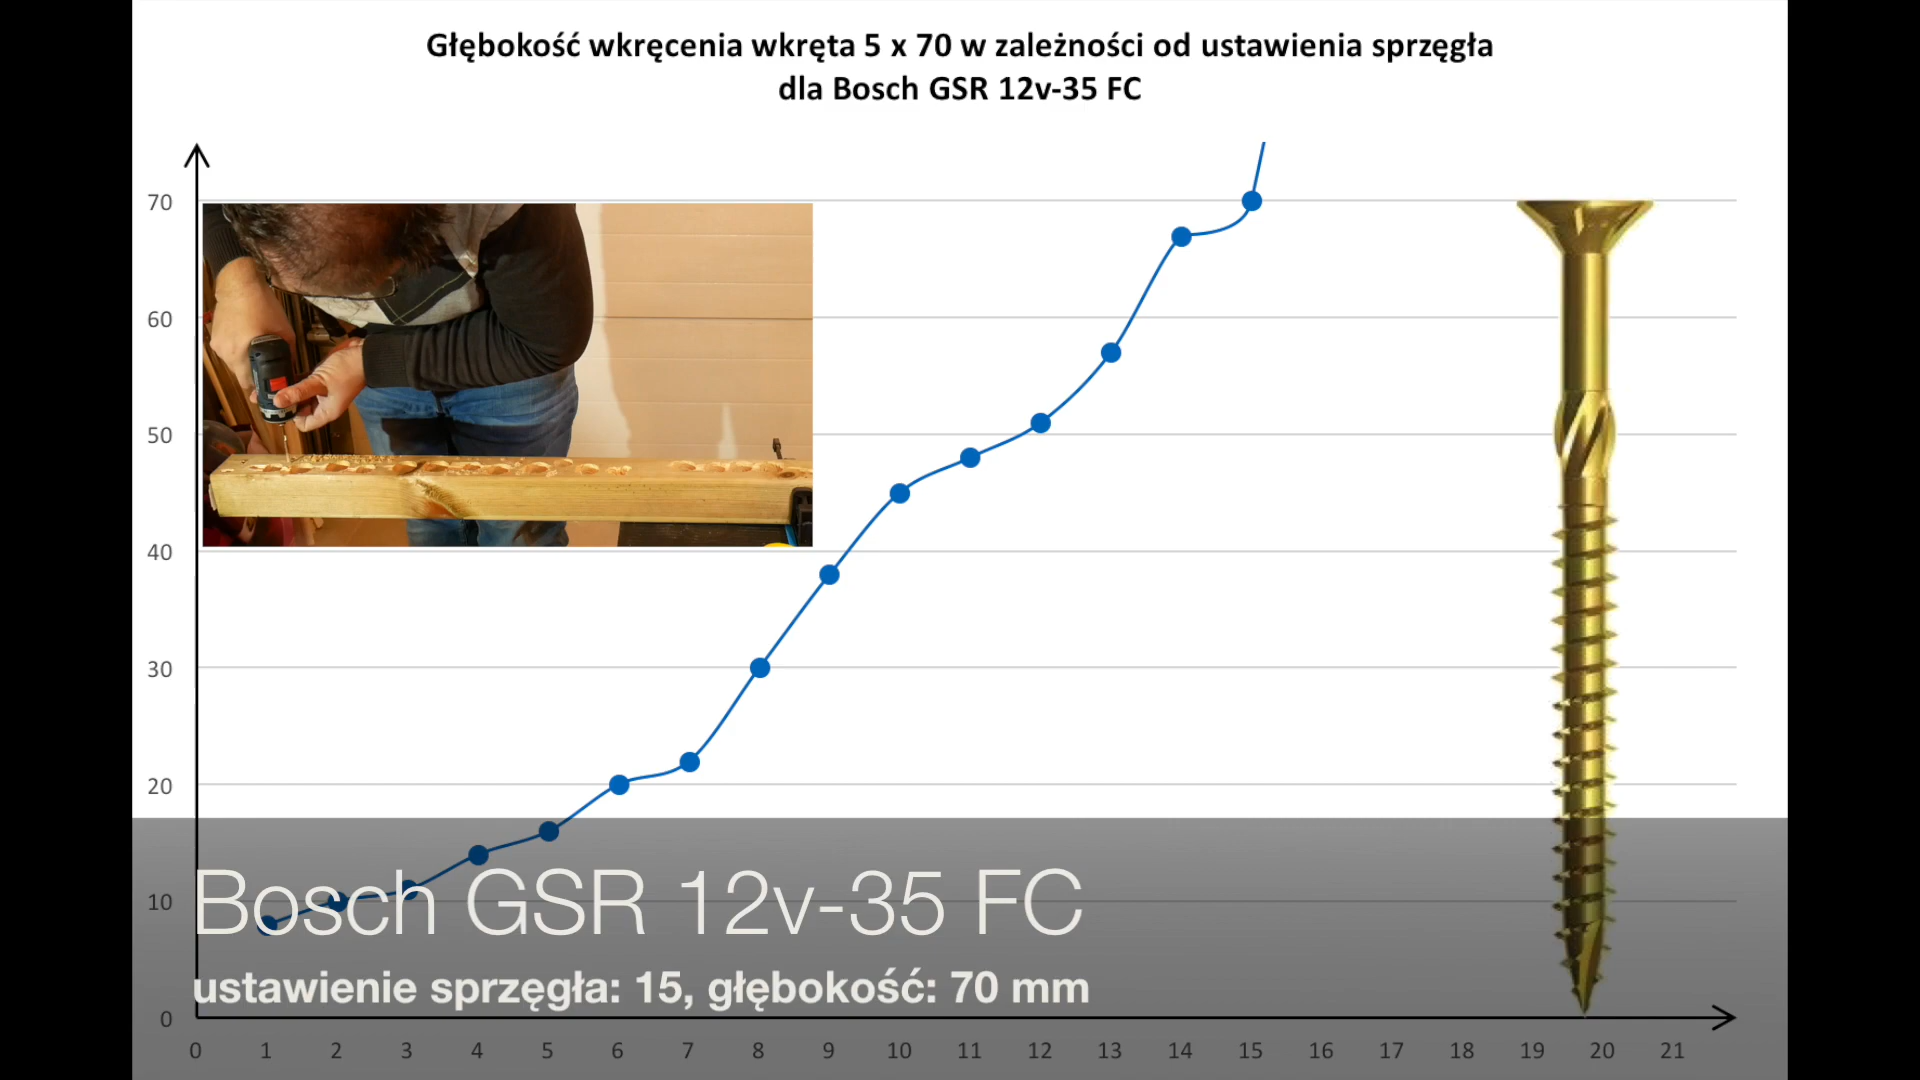 Głębokość wkręcenia wkręta 5 x 70 w zależności od ustawienia sprzęgła
dla Bosch GSR 12v-35 FC
70
60
50
40
30
20
10
0
Bosch GSR 12v-35 FC
ustawienie sprzęgła: 15, głębokość: 70 mm
0 1 2 3 4 5 6 7 8 9 10 11 12 13 14 15 16 17 18 19 20 21